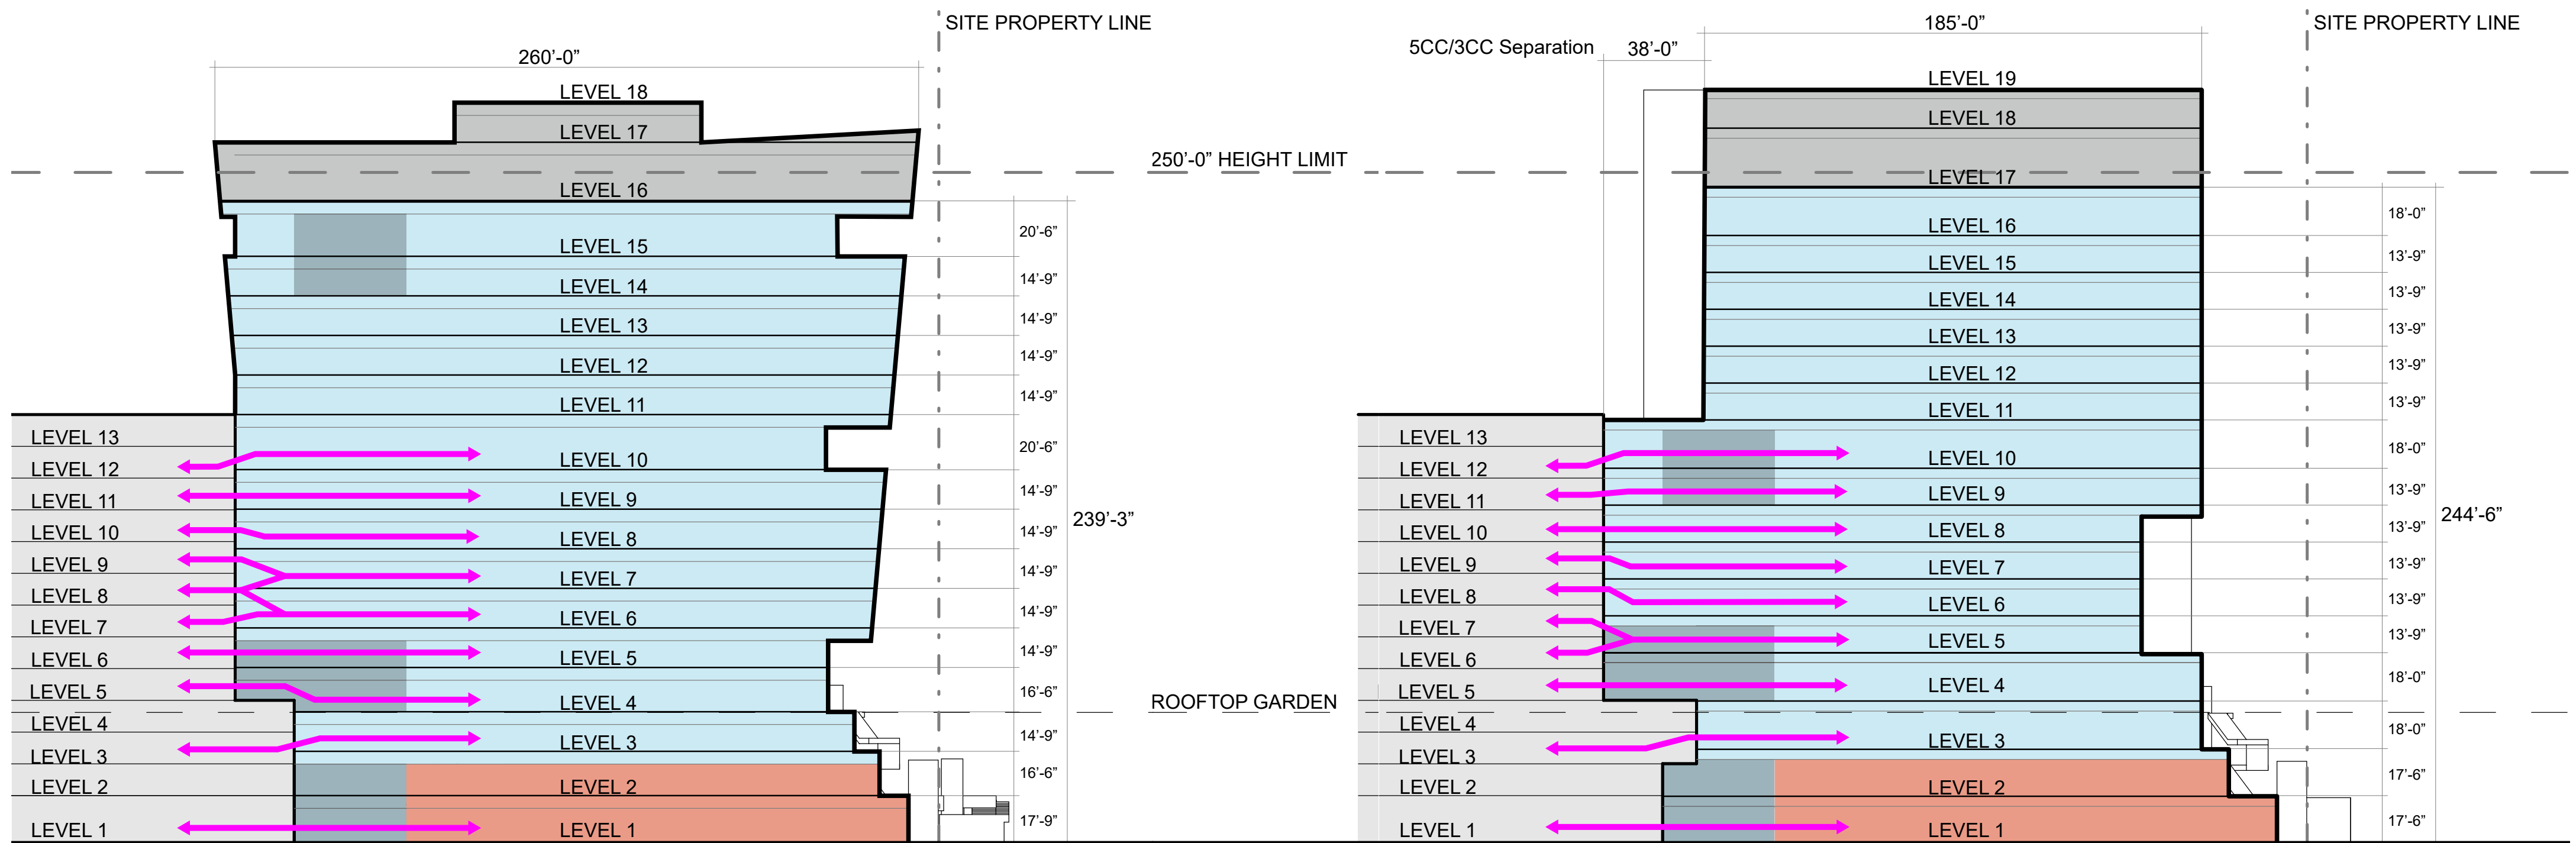 SITE PROPERTY LINE
260’-0”
LEVEL 18
LEVEL 17
LEVEL 16
LEVEL 15
LEVEL 14
LEVEL 13
LEVEL 12
LEVEL 11
LEVEL 10
LEVEL 9
LEVEL 8
LEVEL 7
LEVEL 6
LEVEL 5
LEVEL 4
LEVEL 3
LEVEL 2
LEVEL 1
LEVEL 13
LEVEL 12
LEVEL 11
LEVEL 10
LEVEL 9
LEVEL 8
LEVEL 7
LEVEL 6
LEVEL 5
LEVEL 4
LEVEL 3
LEVEL 2
LEVEL 1
20’-6”
14’-9”
14’-9”
14’-9”
14’-9”
20’-6”
14’-9”
14’-9”
14’-9”
14’-9”
14’-9”
16’-6”
14’-9”
16’-6”
17’-9”
239’-3”
250’-0” HEIGHT LIMIT
ROOFTOP GARDEN
185’-0”
SITE PROPERTY LINE
5CC/3CC Separation
38’-0”
LEVEL 19
LEVEL 18
LEVEL 17
LEVEL 16
LEVEL 15
LEVEL 14
LEVEL 13
LEVEL 12
LEVEL 11
LEVEL 10
LEVEL 9
LEVEL 8
LEVEL 7
LEVEL 6
LEVEL 5
LEVEL 4
LEVEL 3
LEVEL 2
LEVEL 1
LEVEL 13
LEVEL 12
LEVEL 11
LEVEL 10
LEVEL 9
LEVEL 8
LEVEL 7
LEVEL 6
LEVEL 5
LEVEL 4
LEVEL 3
LEVEL 2
LEVEL 1
18’-0”
13’-9”
13’-9”
13’-9”
13’-9”
13’-9”
18’-0”
13’-9”
13’-9”
13’-9”
13’-9”
13’-9”
18’-0”
18’-0”
17’-6”
17’-6”
244’-6”